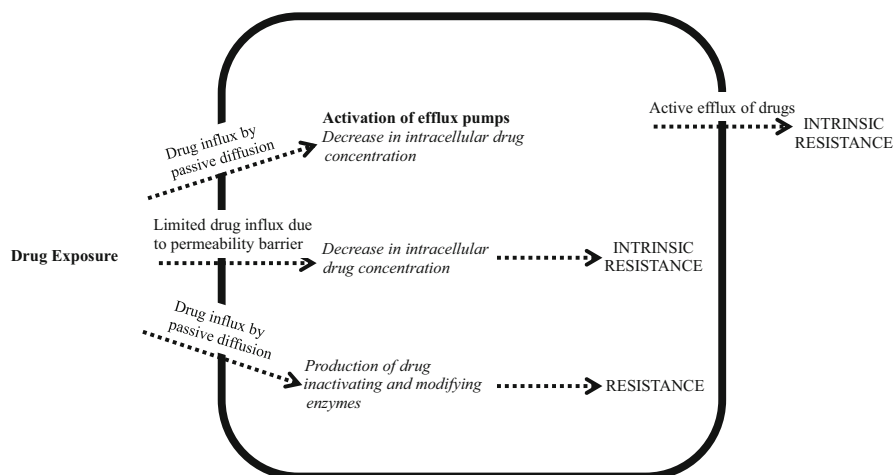 Drug Exposure
Drug influx by
passive diffusion
Activation of efflux pumps
Decrease in intracellular drug
concentration
Active efflux of drugs
INTRINSIC
RESISTANCE
Limited drug influx due
to permeability barrier
Decrease in intracellular
drug concentration
INTRINSIC
RESISTANCE
Drug influx by
passive diffusion
Production of drug
inactivating and modifying
enzymes
RESISTANCE